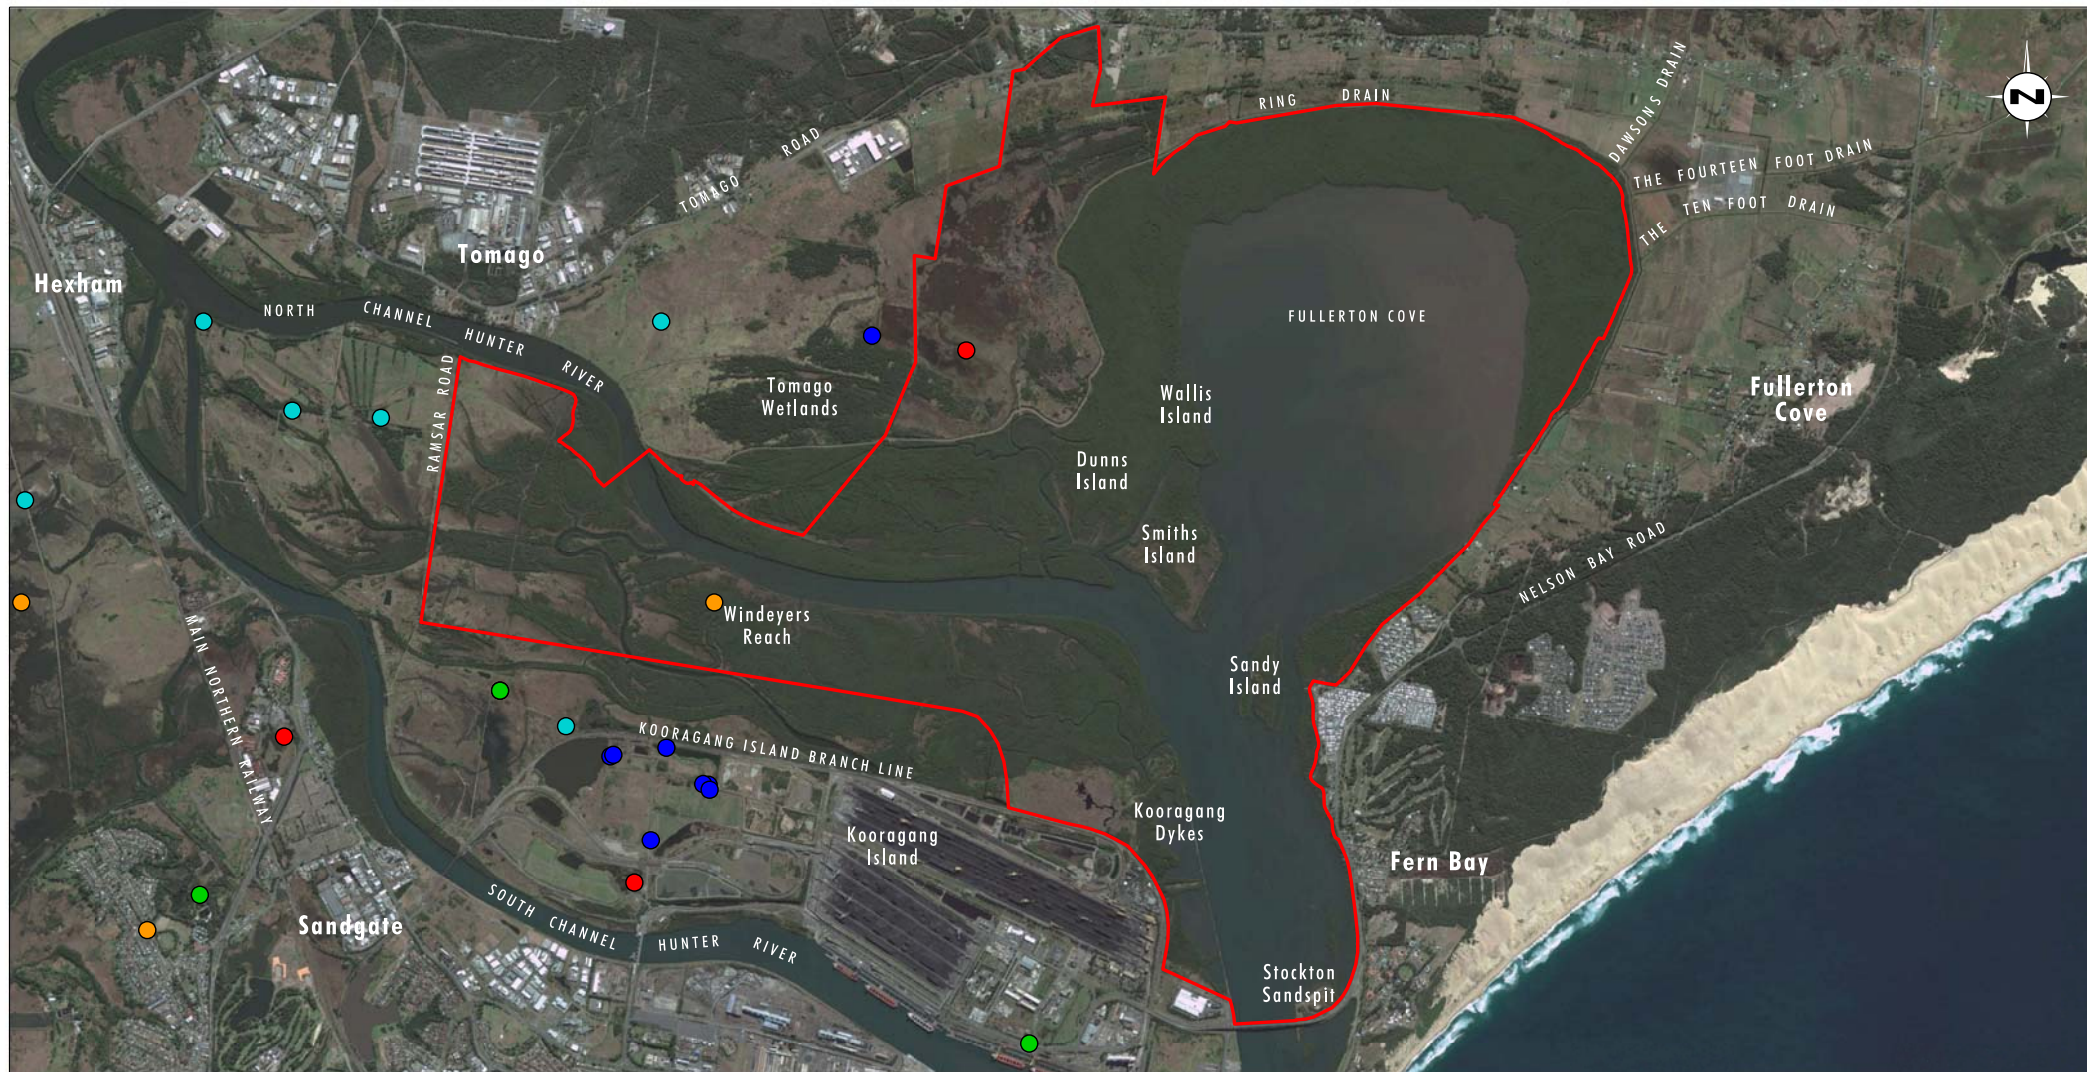 RING DRAIN
DAWSONS DRAIN
N
TOMAGO ROAD
THE FOURTEEN FOOT DRAIN
THE TEN FOOT DRAIN
Tomago
Hexham
NORTH CHANNEL HUNTER RIVER
FULLERTON COVE
RAMSAR ROAD
Tomago
Wetlands
Wallis
Island
Fullerton
Cove
Dunns
Island
Smiths
Island
NELSON BAY ROAD
Windeyers
Reach
MAIN NORTHERN RAILWAY
Sandy
Island
KOORAGANG ISLAND BRANCH LINE
Kooragang
Island
Kooragang
Dykes
Fern Bay
Sandgate
SOUTH CHANNEL HUNTER RIVER
Stockton
Sandspit